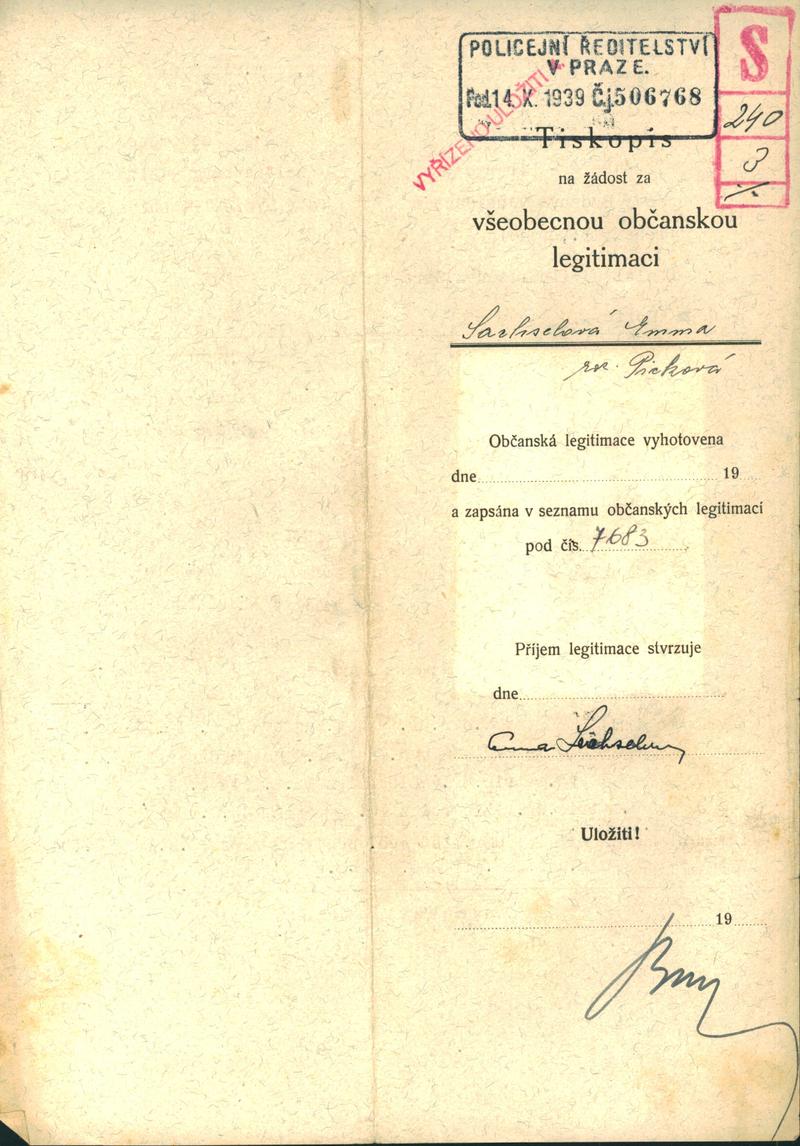 POLICEJNÍ ŘEDITELSTVÍ
V PRAZE.
Pod. 14. X. 1939 Čj. 506768
VYŘÍZENO ULOŽITI
S
240
3
Tiskopis
na žádost za
všeobecnou občanskou
legitimaci
Sachselová Emma
roz. Picková
Občanská legitimace vyhotovena
dne 19
a zapsána v seznamu občanských legitimací
pod čís. 7683
Příjem legitimace stvrzuje
dne
Emma Sachselová
Uložiti!
19